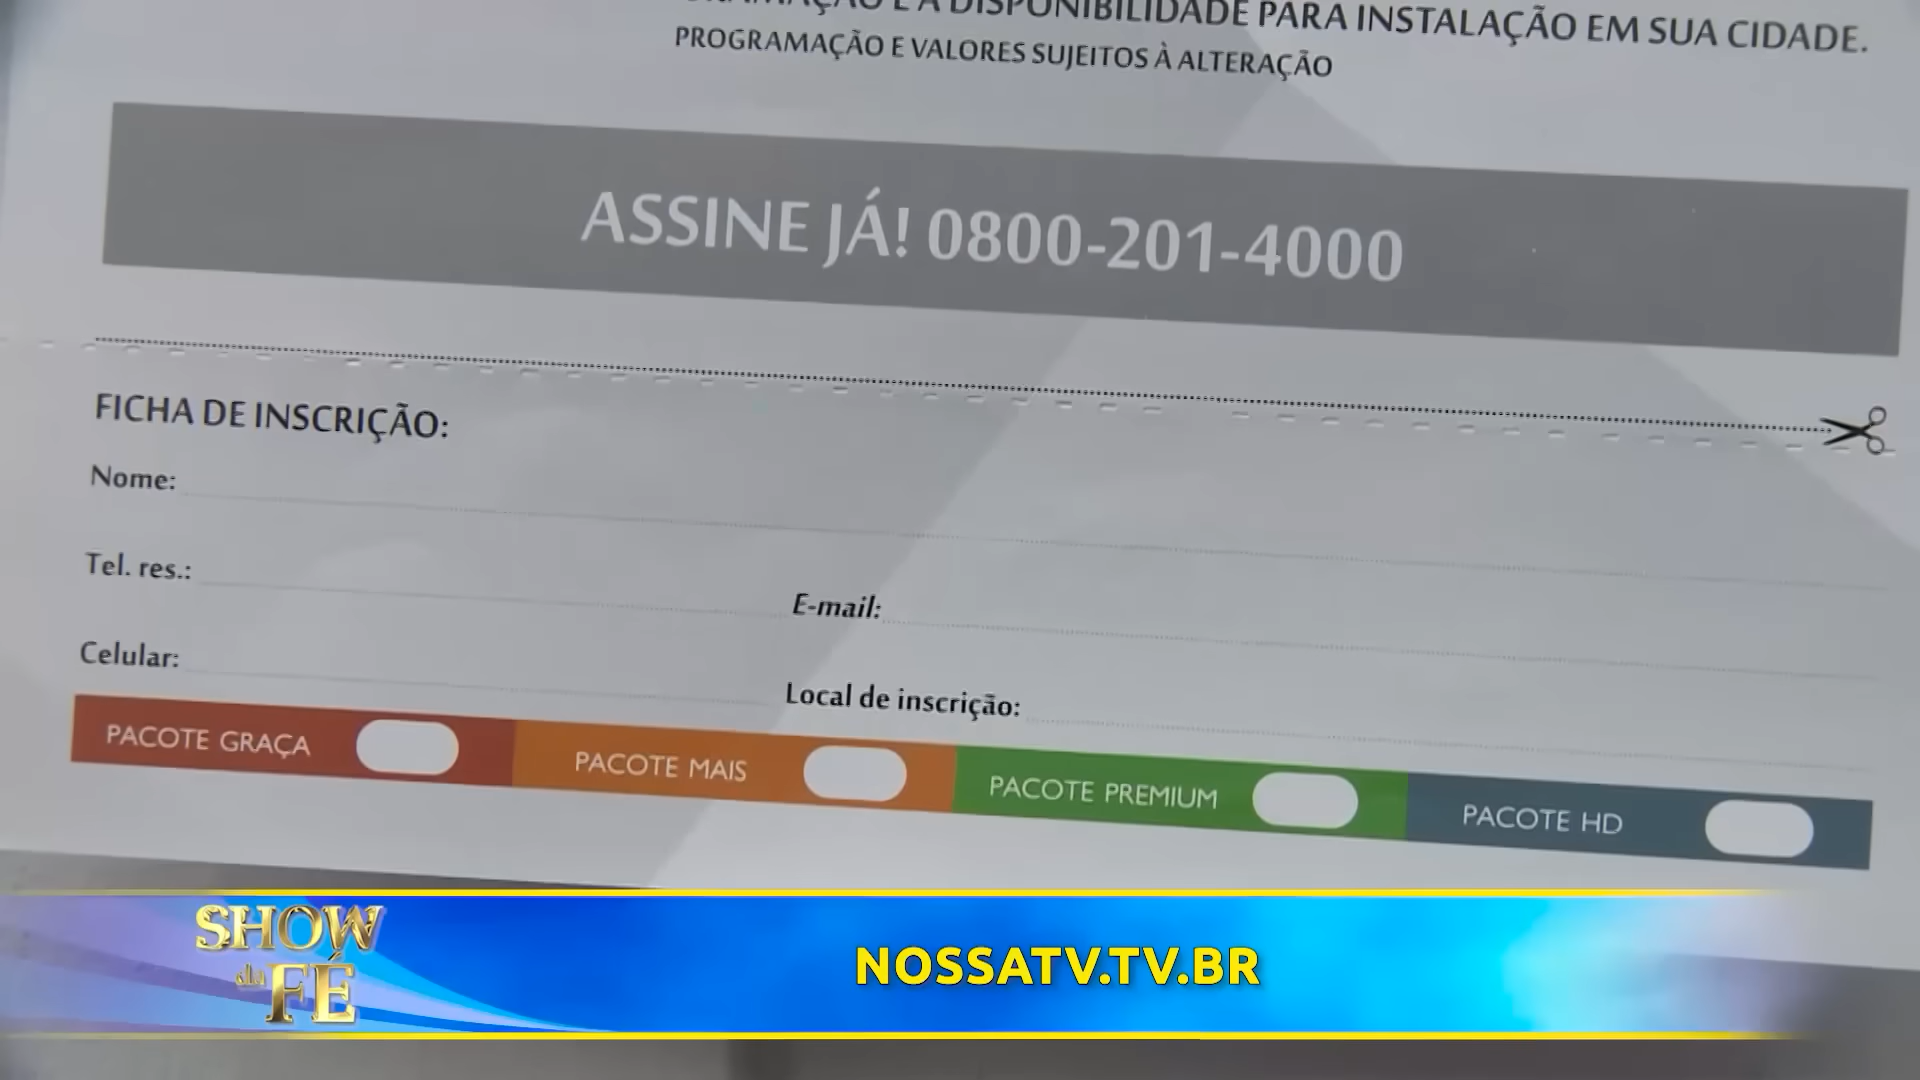 E A DISPONIBILIDADE PARA INSTALAÇÃO EM SUA CIDADE.
PROGRAMAÇÃO E VALORES SUJEITOS À ALTERAÇÃO
ASSINE JÁ! 0800-201-4000
FICHA DE INSCRIÇÃO:
Nome:
Tel. res.:
E-mail:
Celular:
Local de inscrição:
PACOTE GRAÇA
PACOTE MAIS
PACOTE PREMIUM
PACOTE HD
SHOW
da
FÉ
NOSSATV.TV.BR